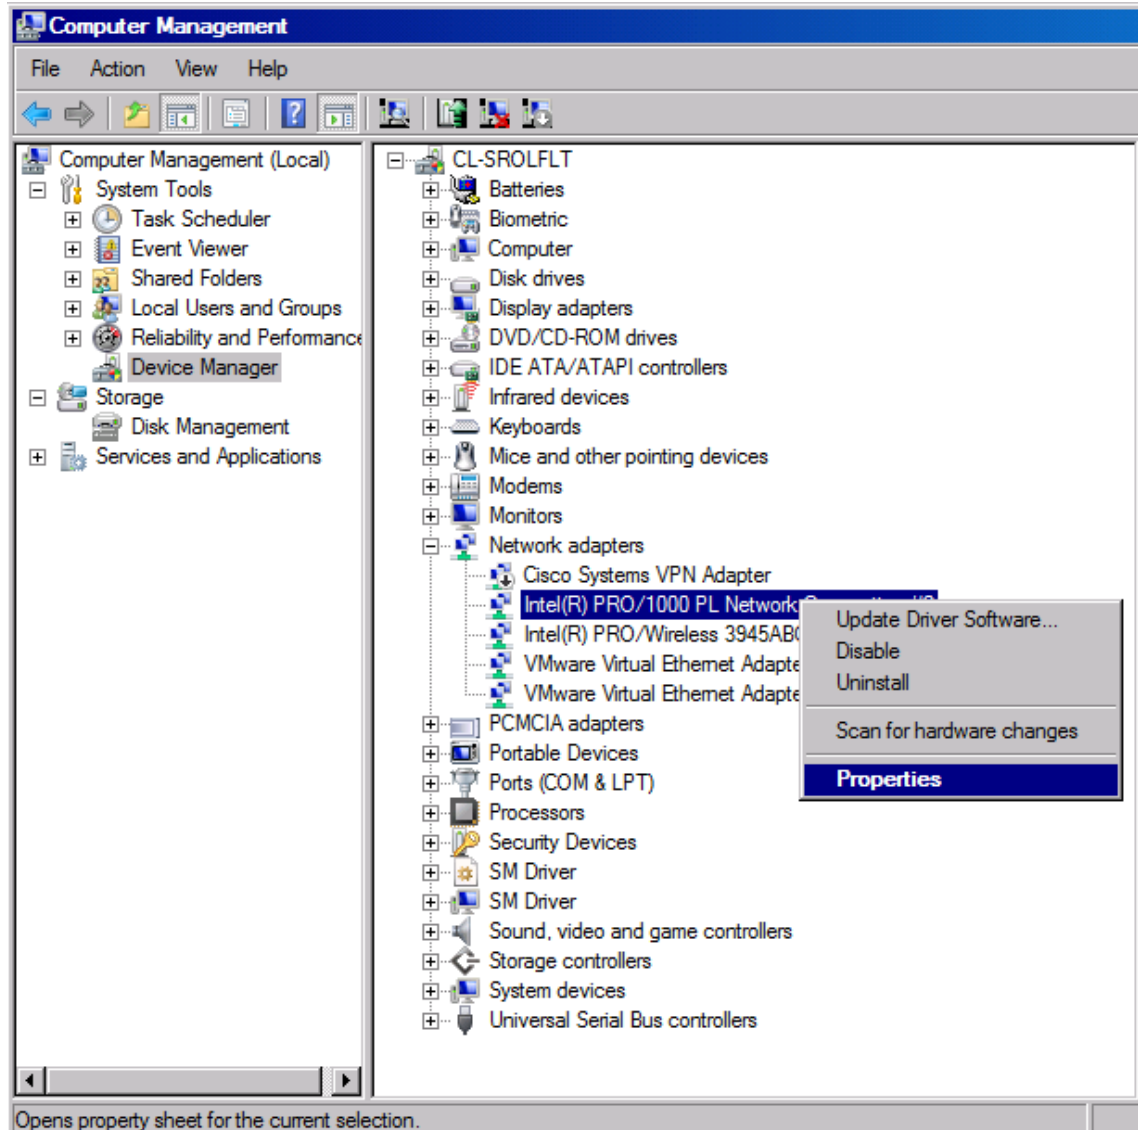 Computer Management
File Action View Help
Computer Management (Local)
System Tools
Task Scheduler
Event Viewer
Shared Folders
Local Users and Groups
Reliability and Performance
Device Manager
Storage
Disk Management
Services and Applications
CL-SROLFLT
Batteries
Biometric
Computer
Disk drives
Display adapters
DVD/CD-ROM drives
IDE ATA/ATAPI controllers
Infrared devices
Keyboards
Mice and other pointing devices
Modems
Monitors
Network adapters
Cisco Systems VPN Adapter
Intel(R) PRO/1000 PL Network
Intel(R) PRO/Wireless 3945AB
VMware Virtual Ethernet Adapte
VMware Virtual Ethernet Adapte
PCMCIA adapters
Portable Devices
Ports (COM & LPT)
Processors
Security Devices
SM Driver
SM Driver
Sound, video and game controllers
Storage controllers
System devices
Universal Serial Bus controllers
Update Driver Software...
Disable
Uninstall
Scan for hardware changes
Properties
Opens property sheet for the current selection.